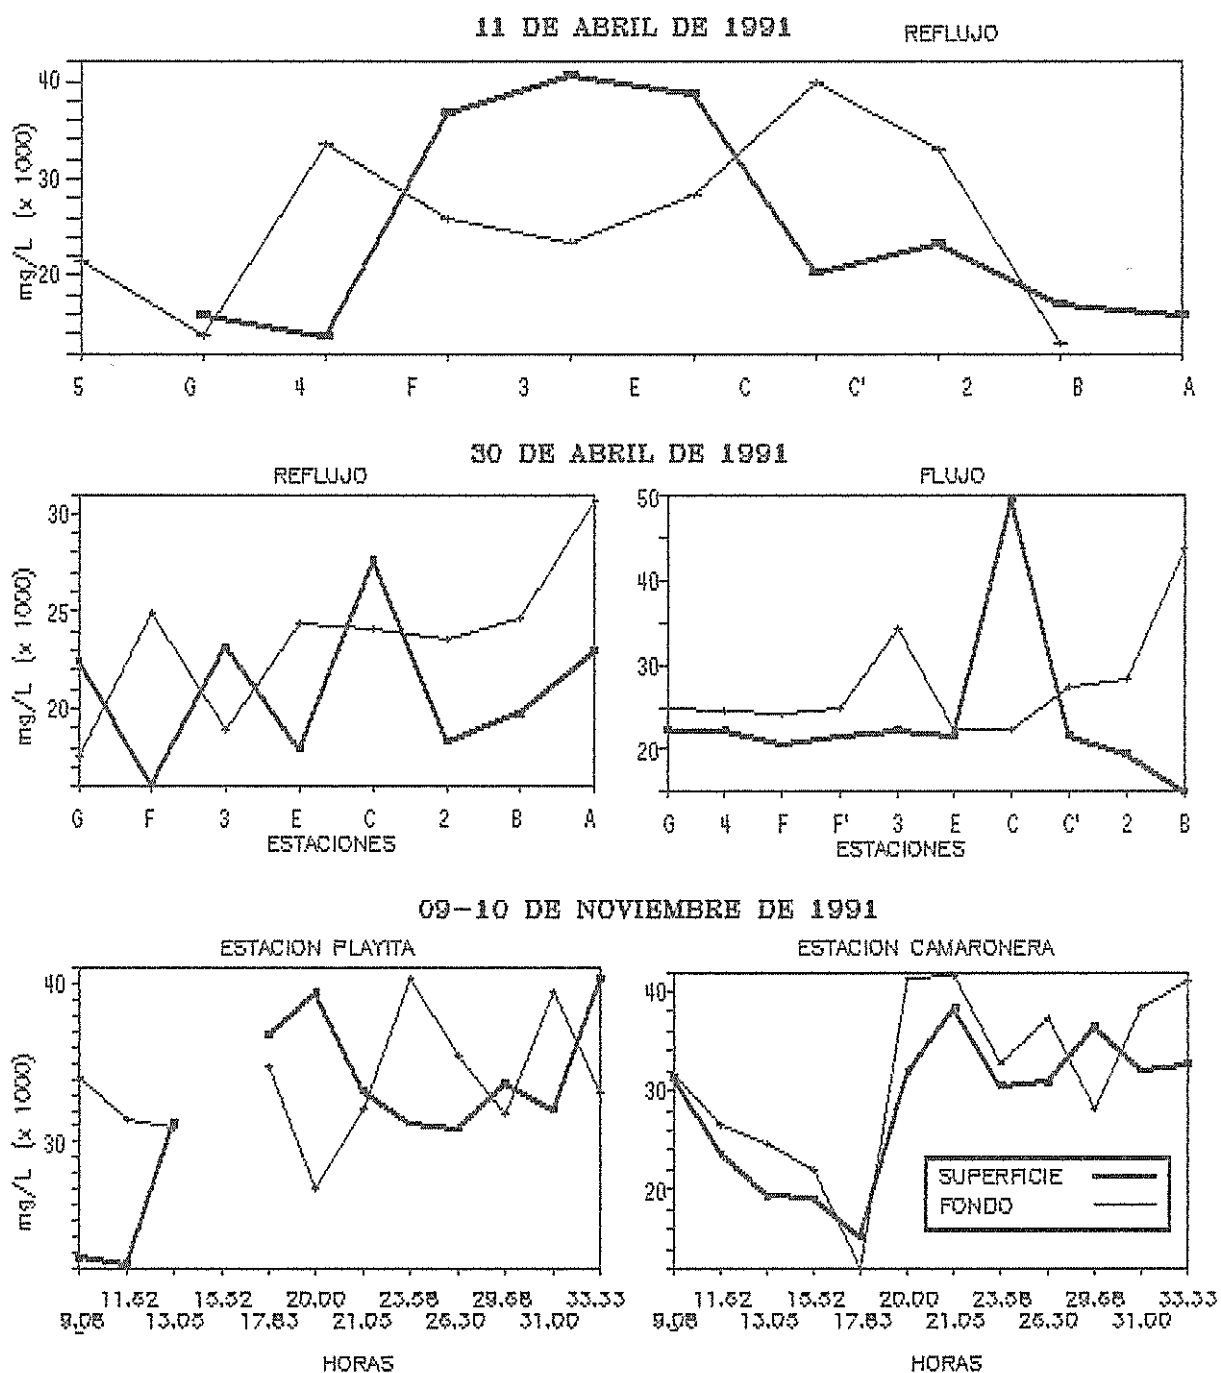 11 DE ABRIL DE 1991 REFLUJO
40
30
20
mg/L (x 1000)
5 G 4 F 3 E C C' 2 B A
30 DE ABRIL DE 1991
REFLUJO FLUJO
30
25
20
mg/L (x 1000)
50
40
30
20
G F 3 E C 2 B A
G 4 F F' 3 E C C' 2 B
ESTACIONES ESTACIONES
09-10 DE NOVIEMBRE DE 1991
ESTACION PLAYITA ESTACION CAMARONERA
40
30
mg/L (x 1000)
40
30
20
SUPERFICIE
FONDO
11.62 15.52 20.00 23.58 29.68 33.33
9.08 13.05 17.83 21.05 26.30 31.00
11.62 15.52 20.00 23.58 29.68 33.33
9.08 13.05 17.83 21.05 26.30 31.00
HORAS HORAS